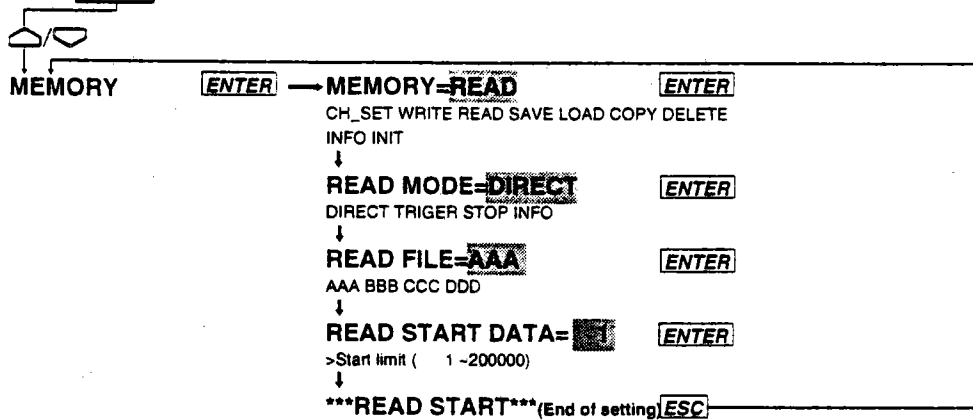 MEMORY ENTER MEMORY=READ ENTER
CH_SET WRITE READ SAVE LOAD COPY DELETE
INFO INIT
READ MODE=DIRECT ENTER
DIRECT TRIGER STOP INFO
READ FILE=AAA ENTER
AAA BBB CCC DDD
READ START DATA= 1 ENTER
>Start limit ( 1 ~200000)
***READ START***(End of setting) ESC